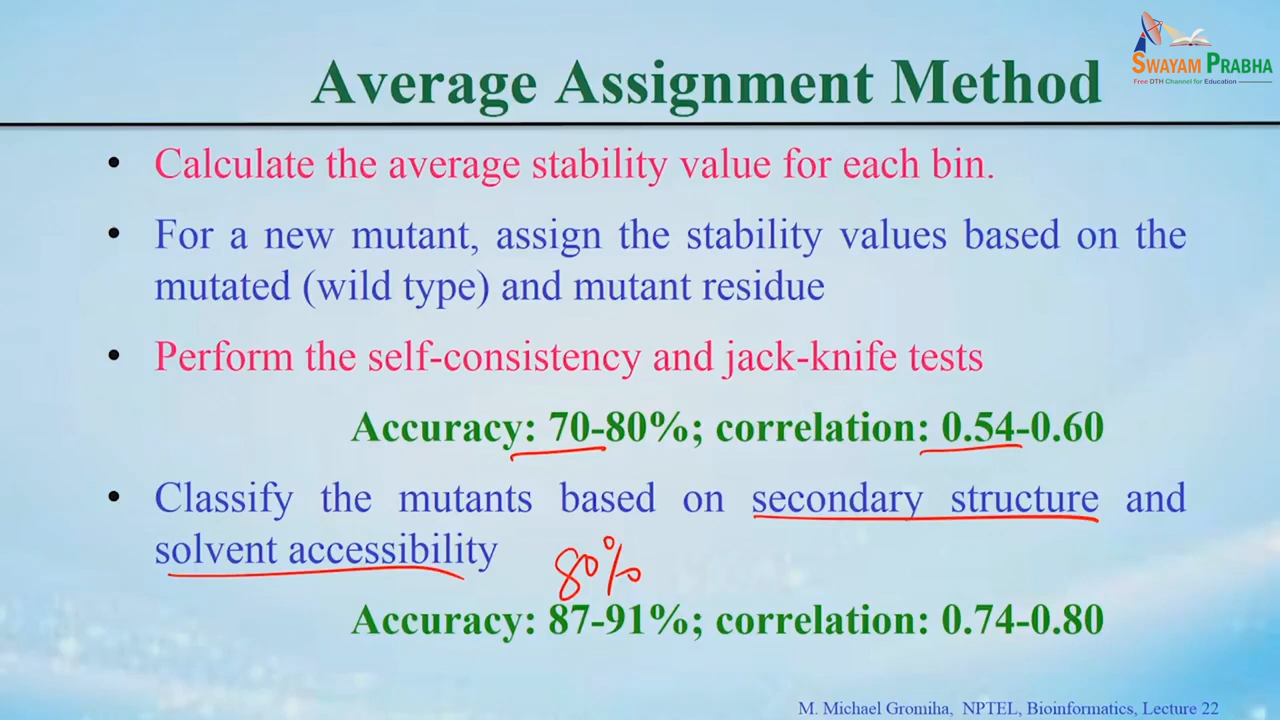 SWAYAM PRABHA
Free DTH Channel for Education
Average Assignment Method
• Calculate the average stability value for each bin.
• For a new mutant, assign the stability values based on the
mutated (wild type) and mutant residue
• Perform the self-consistency and jack-knife tests
Accuracy: 70-80%; correlation: 0.54-0.60
• Classify the mutants based on secondary structure and
solvent accessibility
80%
Accuracy: 87-91%; correlation: 0.74-0.80
M. Michael Gromiha, NPTEL, Bioinformatics, Lecture 22